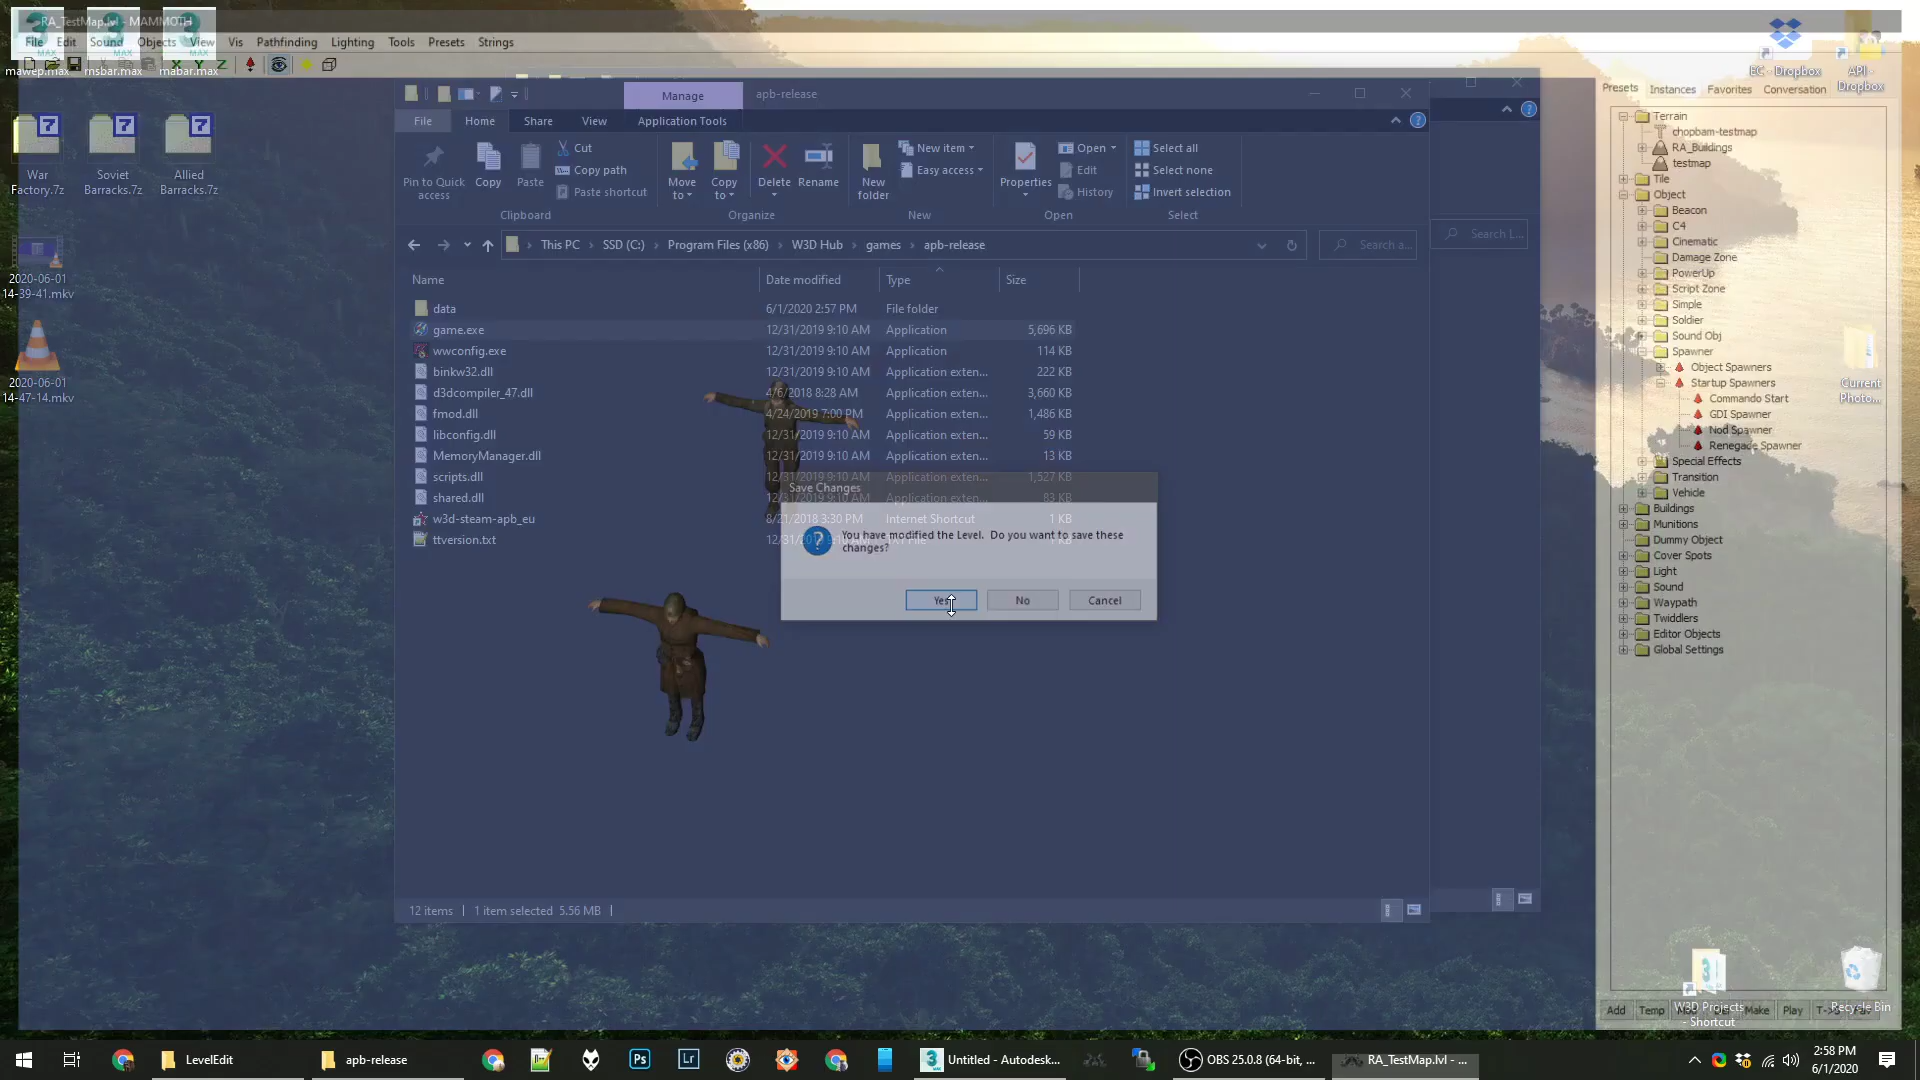 RA_TestMap.lvl - MAMMOTH
File Edit Sound Objects View Vis Pathfinding Lighting Tools Presets Strings
mawep.max msbar.max mabar.max
EC - Dropbox
API - Dropbox
War Factory.7z
Soviet Barracks.7z
Allied Barracks.7z
2020-06-01 14-39-41.mkv
2020-06-01 14-47-14.mkv
Manage apb-release
File Home Share View Application Tools
Pin to Quick access
Copy
Paste
Cut
Copy path
Paste shortcut
Clipboard
Move to
Copy to
Delete
Rename
Organize
New folder
New item
Easy access
New
Properties
Open
Edit
History
Open
Select all
Select none
Invert selection
Select
This PC > SSD (C:) > Program Files (x86) > W3D Hub > games > apb-release
Search a...
Search L...
Name Date modified Type Size
data 6/1/2020 2:57 PM File folder
game.exe 12/31/2019 9:10 AM Application 5,696 KB
wwconfig.exe 12/31/2019 9:10 AM Application 114 KB
binkw32.dll 12/31/2019 9:10 AM Application exten... 222 KB
d3dcompiler_47.dll 4/6/2018 8:28 AM Application exten... 3,660 KB
fmod.dll 4/24/2019 7:00 PM Application exten... 1,486 KB
libconfig.dll 12/31/2019 9:10 AM Application exten... 59 KB
MemoryManager.dll 12/31/2019 9:10 AM Application exten... 13 KB
scripts.dll 12/31/2019 9:10 AM Application exten... 1,527 KB
shared.dll 12/31/2019 9:10 AM Application exten... 83 KB
w3d-steam-apb_eu 8/21/2018 3:30 PM Internet Shortcut 1 KB
ttversion.txt
Save Changes
You have modified the Level. Do you want to save these
changes?
Yes No Cancel
12 items 1 item selected 5.56 MB
Presets Instances Favorites Conversation
Terrain
chopbam-testmap
RA_Buildings
testmap
Tile
Object
Beacon
C4
Cinematic
Damage Zone
PowerUp
Script Zone
Simple
Soldier
Sound Obj
Spawner
Object Spawners
Startup Spawners
Commando Start
GDI Spawner
Nod Spawner
Renegade Spawner
Special Effects
Transition
Vehicle
Buildings
Munitions
Dummy Object
Cover Spots
Light
Sound
Waypath
Twiddlers
Editor Objects
Global Settings
Current Photo...
Add Temp Make Play
W3D Projects - Shortcut
Recycle Bin
LevelEdit
apb-release
Untitled - Autodesk...
OBS 25.0.8 (64-bit, ...
RA_TestMap.lvl - ...
2:58 PM
6/1/2020